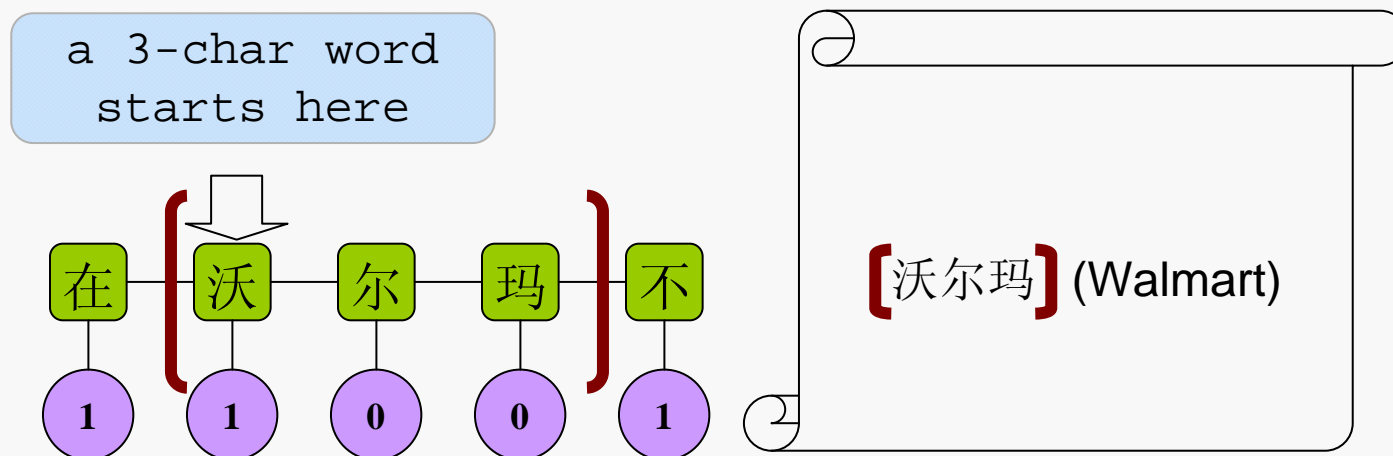 a 3-char word
starts here
在 沃 尔 玛 不
1 1 0 0 1
沃尔玛 (Walmart)